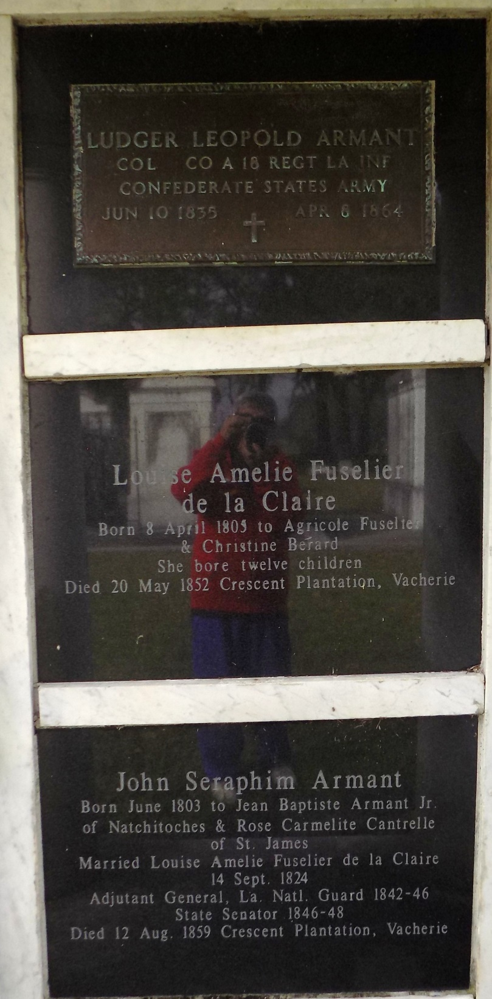 LUDGER LEOPOLD ARMANT
COL CO A 18 REGT LA INF
CONFEDERATE STATES ARMY
JUN 10 1835 APR 8 1864
Louise Amelie Fuselier
de la Claire
Born 8 April 1805 to Agricole Fuselier
& Christine Berard
She bore twelve children
Died 20 May 1852 Crescent Plantation, Vacherie
John Seraphim Armant
Born June 1803 to Jean Baptiste Armant Jr.
of Natchitoches & Rose Carmelite Cantrelle
of St. James
Married Louise Amelie Fuselier de la Claire
14 Sept. 1824
Adjutant General, La. Natl. Guard 1842-46
State Senator 1846-48
Died 12 Aug. 1859 Crescent Plantation, Vacherie